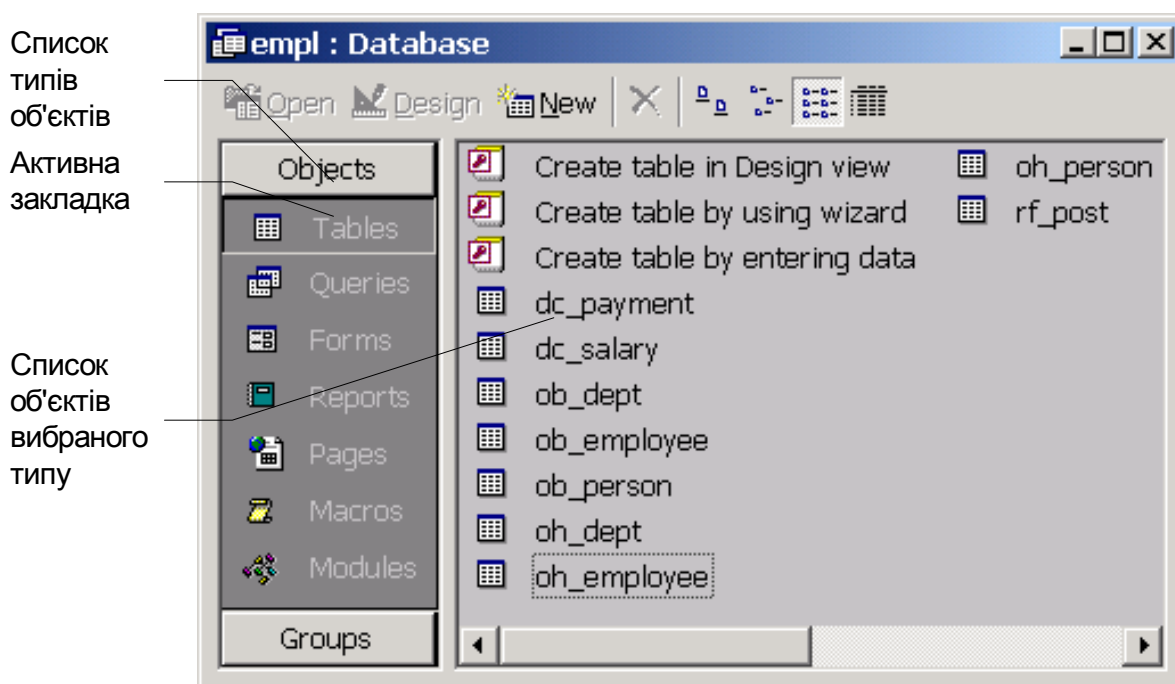 Список
типів
об'єктів
Активна
закладка
Список
об'єктів
вибраного
типу
empl : Database
Open Design New
Objects
Tables
Queries
Forms
Reports
Pages
Macros
Modules
Groups
Create table in Design view
Create table by using wizard
Create table by entering data
dc_payment
dc_salary
ob_dept
ob_employee
ob_person
oh_dept
oh_employee
oh_person
rf_post